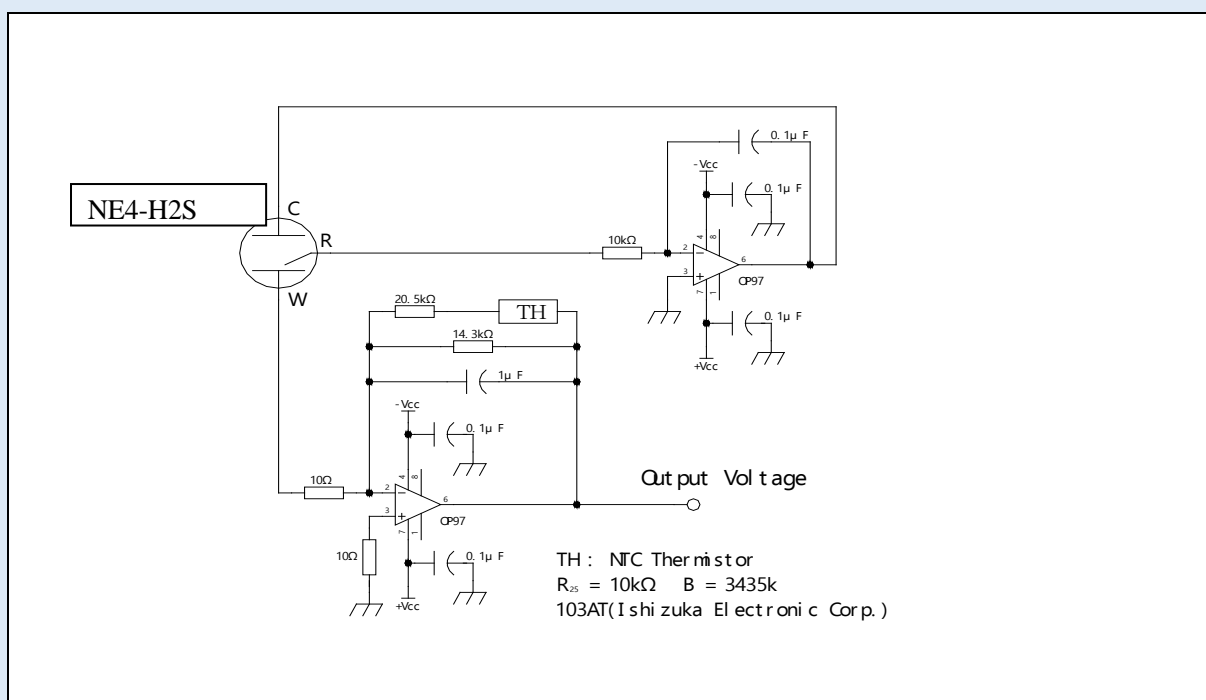 0.1μF
-Vcc
0.1μF
NE4-H2S
C
R
10kΩ
4
8
2
3
6
7
1
OP97
W
20.5kΩ
TH
14.3kΩ
0.1μF
+Vcc
1μF
-Vcc
0.1μF
Output Voltage
10Ω
4
8
2
3
6
7
1
OP97
10Ω
0.1μF
+Vcc
TH: NTC Thermistor
R₂₅ = 10kΩ B = 3435k
103AT(Ishizuka Electronic Corp.)